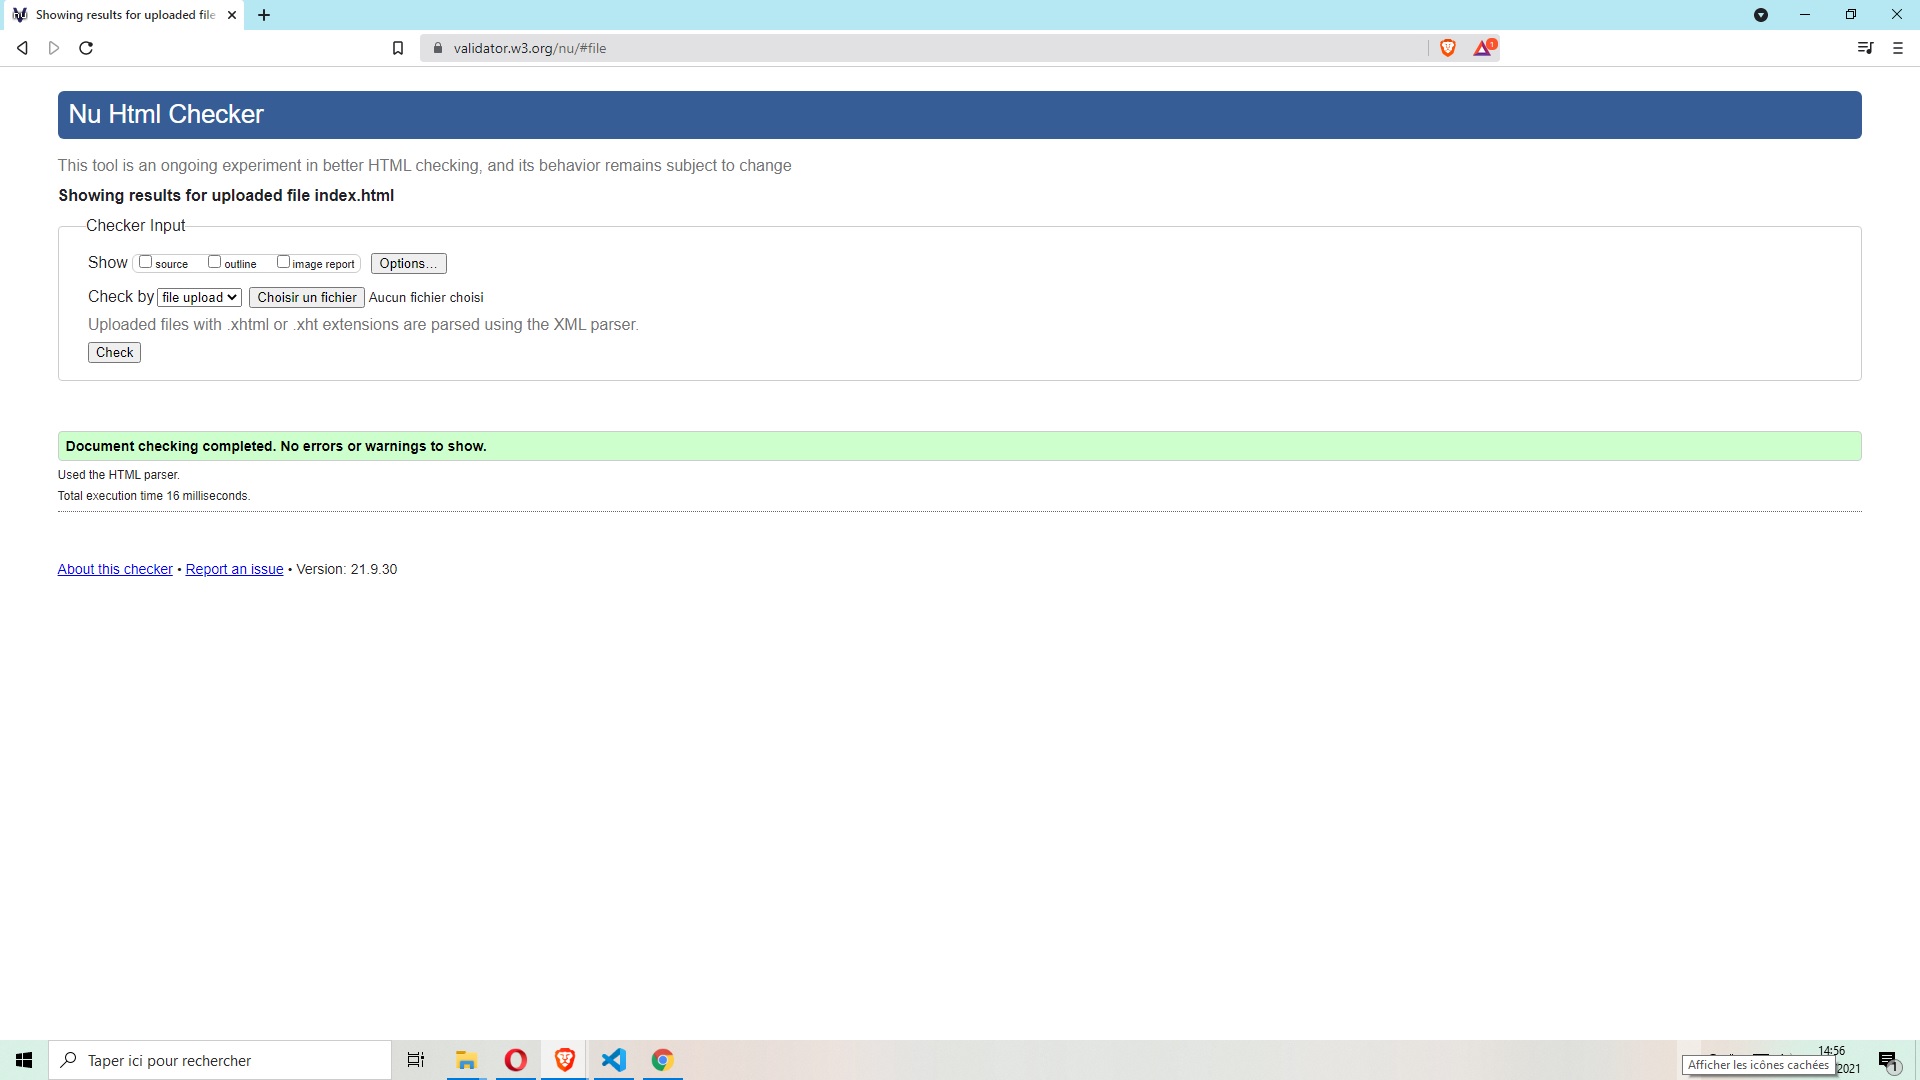 Showing results for uploaded file
validator.w3.org/nu/#file
1
Nu Html Checker
This tool is an ongoing experiment in better HTML checking, and its behavior remains subject to change
Showing results for uploaded file index.html
Checker Input
Show source outline image report Options...
Check by file upload Choisir un fichier Aucun fichier choisi
Uploaded files with .xhtml or .xht extensions are parsed using the XML parser.
Check
Document checking completed. No errors or warnings to show.
Used the HTML parser.
Total execution time 16 milliseconds.
About this checker • Report an issue • Version: 21.9.30
Taper ici pour rechercher
14:56
Afficher les icônes cachées 2021
1